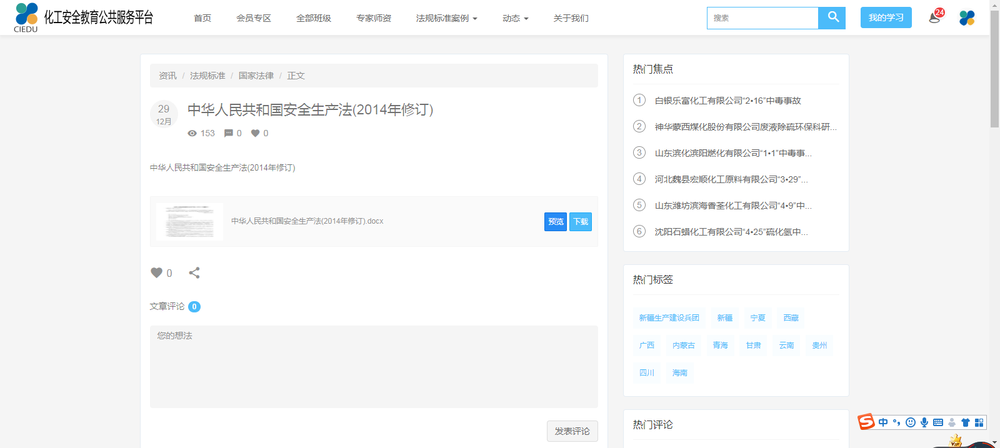 CIEDU
化工安全教育公共服务平台
首页
会员专区
全部班级
专家师资
法规标准案例
动态
关于我们
搜索
我的学习
24
资讯 / 法规标准 / 国家法律 / 正文
29
12月
中华人民共和国安全生产法(2014年修订)
153
0
0
中华人民共和国安全生产法(2014年修订)
中华人民共和国安全生产法(2014年修订).docx
预览
下载
0
文章评论 0
您的想法
发表评论
热门焦点
1 白银乐富化工有限公司“2•16”中毒事故
2 神华蒙西煤化股份有限公司废液除硫环保科研...
3 山东滨化滨阳燃化有限公司“1•1”中毒事...
4 河北魏县宏顺化工原料有限公司“3•29”...
5 山东潍坊滨海香荃化工有限公司“4•9”中...
6 沈阳石蜡化工有限公司“4•25”硫化氢中...
热门标签
新疆生产建设兵团 新疆 宁夏 西藏
广西 内蒙古 青海 甘肃 云南 贵州
四川 海南
热门评论
S 中
VIP